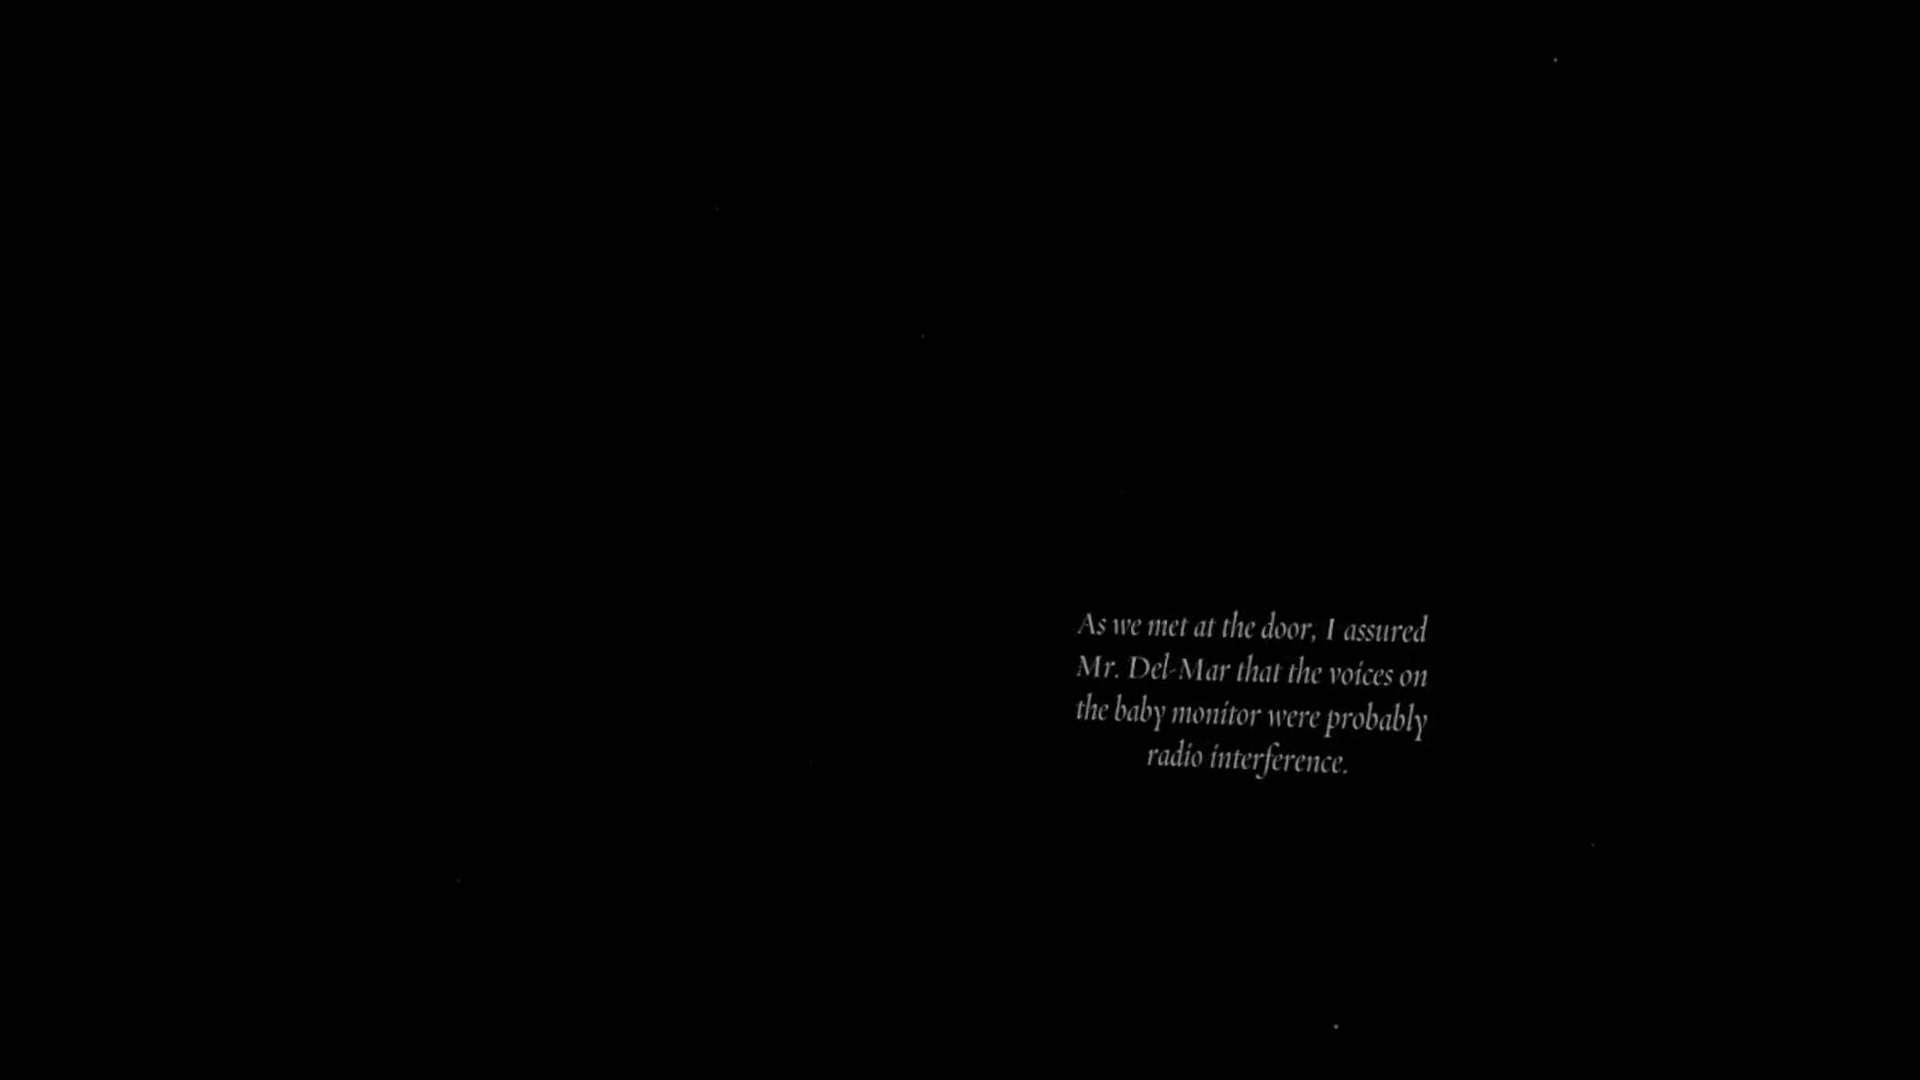 As we met at the door, I assured
Mr. Del-Mar that the voices on
the baby monitor were probably
radio interference.